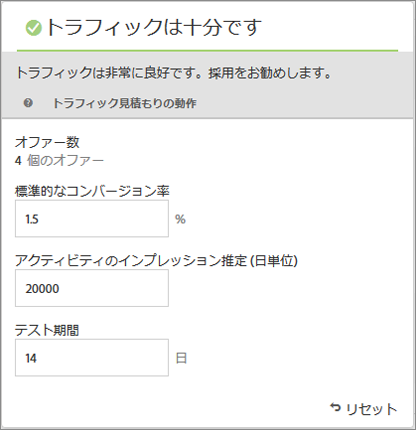 トラフィックは十分です
トラフィックは非常に良好です。採用をお勧めします。
? トラフィック見積もりの動作
オファー数
4 個のオファー
標準的なコンバージョン率
1.5 %
アクティビティのインプレッション推定 (日単位)
20000
テスト期間
14 日
リセット